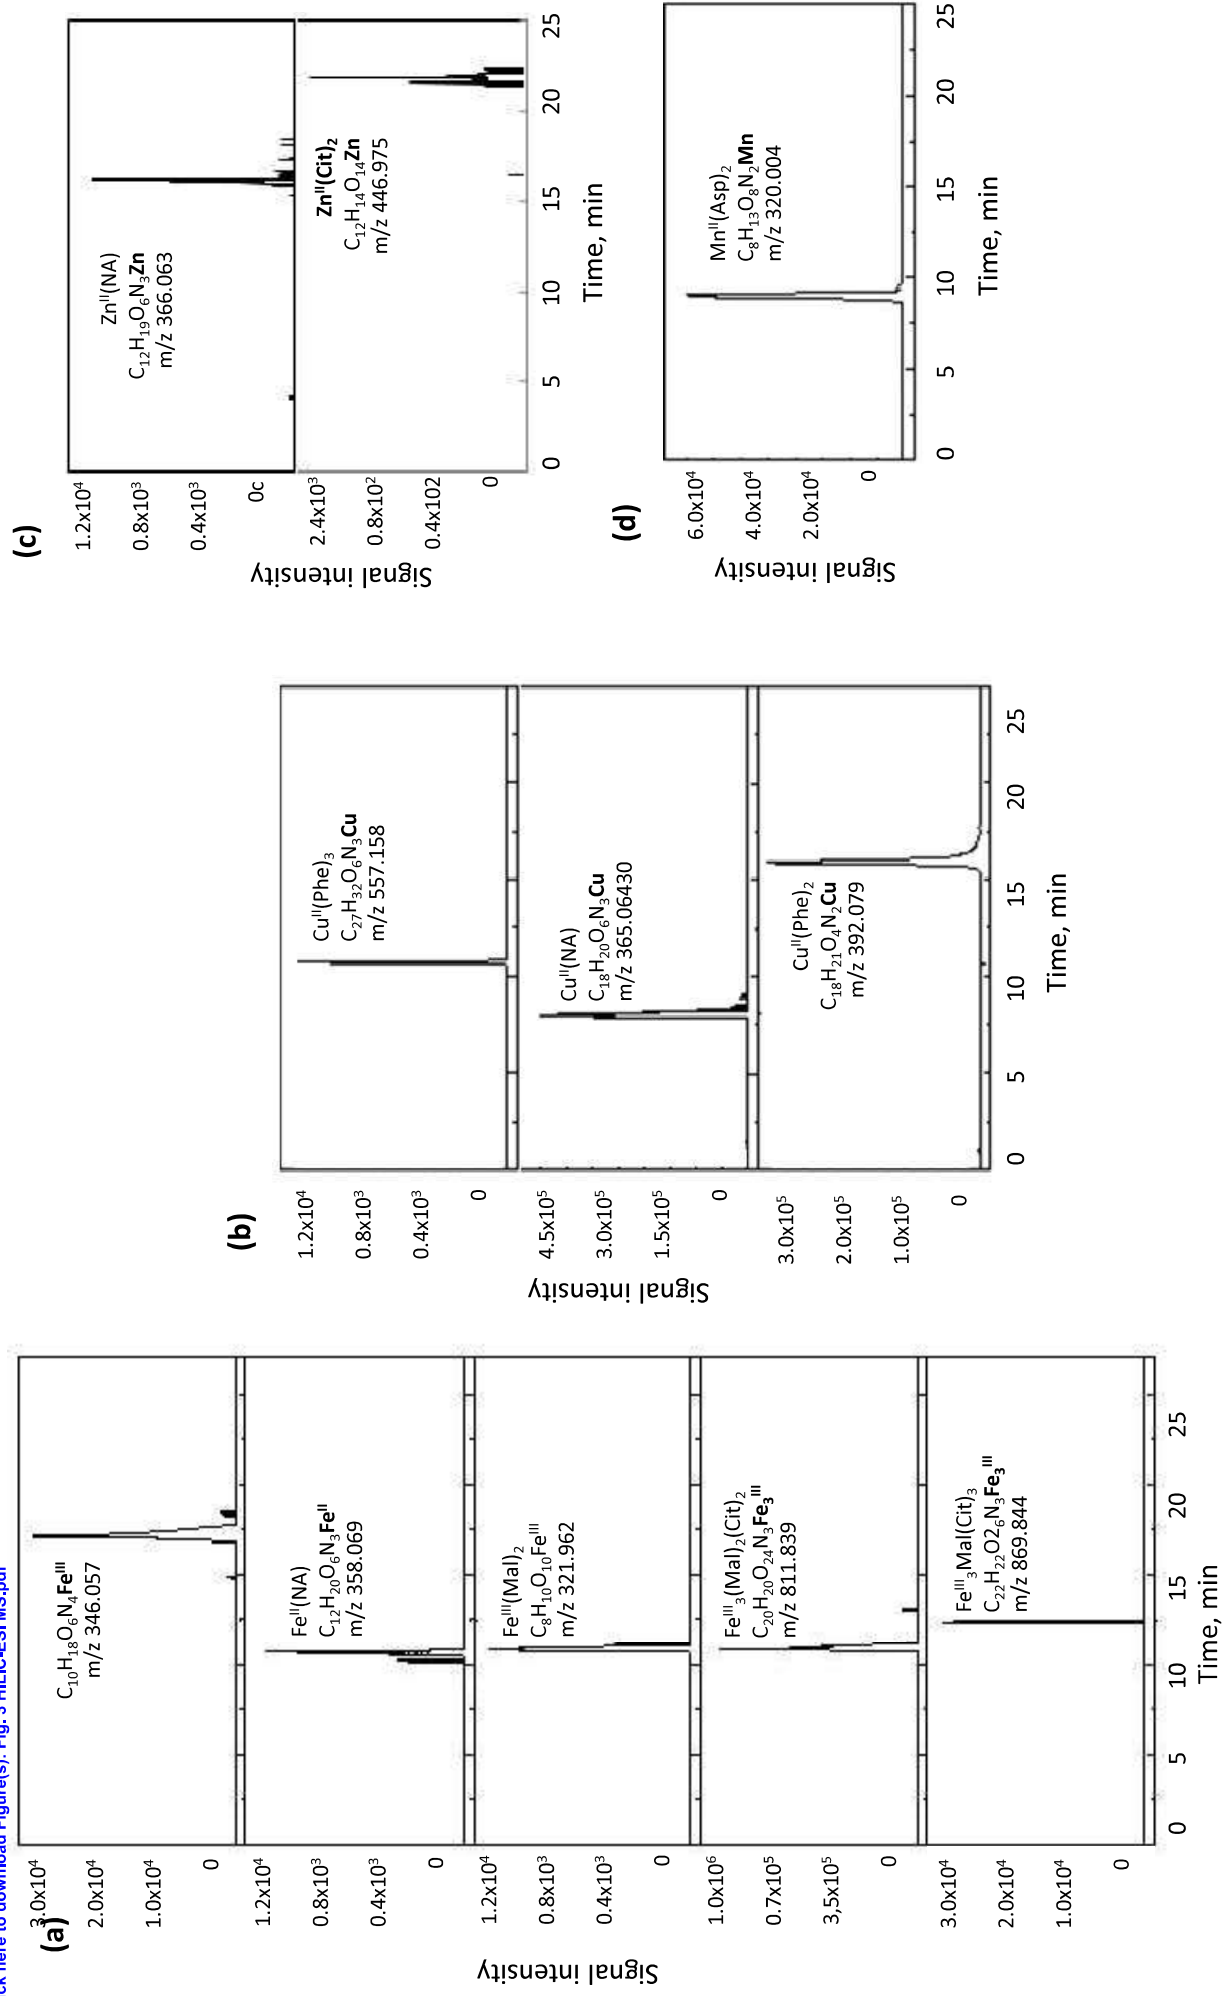 ck here to download Figure(s): Fig. 3 HILIC-ESI MS.pdf
(a)
Signal intensity
3.0x10⁴
2.0x10⁴
1.0x10⁴
0
C₁₀H₁₈O₆N₄Feᴵᴵᴵ
m/z 346.057
1.2x10⁴
0.8x10³
0.4x10³
0
Feᴵᴵ(NA)
C₁₂H₂₀O₆N₃Feᴵᴵ
m/z 358.069
1.2x10⁴
0.8x10³
0.4x10³
0
Feᴵᴵᴵ(Mal)₂
C₈H₁₀O₁₀Feᴵᴵᴵ
m/z 321.962
1.0x10⁶
0.7x10⁵
3,5x10⁵
0
Feᴵᴵᴵ₃(Mal)₂(Cit)₂
C₂₀H₂₀O₂₄N₃Fe₃ᴵᴵᴵ
m/z 811.839
3.0x10⁴
2.0x10⁴
1.0x10⁴
0
Feᴵᴵᴵ₃Mal(Cit)₃
C₂₂H₂₂O2₆N₃Fe₃ᴵᴵᴵ
m/z 869.844
0 5 10 15 20 25
Time, min
(b)
Signal intensity
1.2x10⁴
0.8x10³
0.4x10³
0
Cuᴵᴵ(Phe)₃
C₂₇H₃₂O₆N₃Cu
m/z 557.158
4.5x10⁵
3.0x10⁵
1.5x10⁵
0
Cuᴵᴵ(NA)
C₁₈H₂₀O₆N₃Cu
m/z 365.06430
3.0x10⁵
2.0x10⁵
1.0x10⁵
0
Cuᴵᴵ(Phe)₂
C₁₈H₂₁O₄N₂Cu
m/z 392.079
0 5 10 15 20 25
Time, min
(c)
Signal intensity
1.2x10⁴
0.8x10³
0.4x10³
0c
Znᴵᴵ(NA)
C₁₂H₁₉O₆N₃Zn
m/z 366.063
2.4x10³
0.8x10²
0.4x102
0
Znᴵᴵ(Cit)₂
C₁₂H₁₄O₁₄Zn
m/z 446.975
0 5 10 15 20 25
Time, min
(d)
Signal intensity
6.0x10⁴
4.0x10⁴
2.0x10⁴
0
Mnᴵᴵ(Asp)₂
C₈H₁₃O₈N₂Mn
m/z 320.004
0 5 10 15 20 25
Time, min